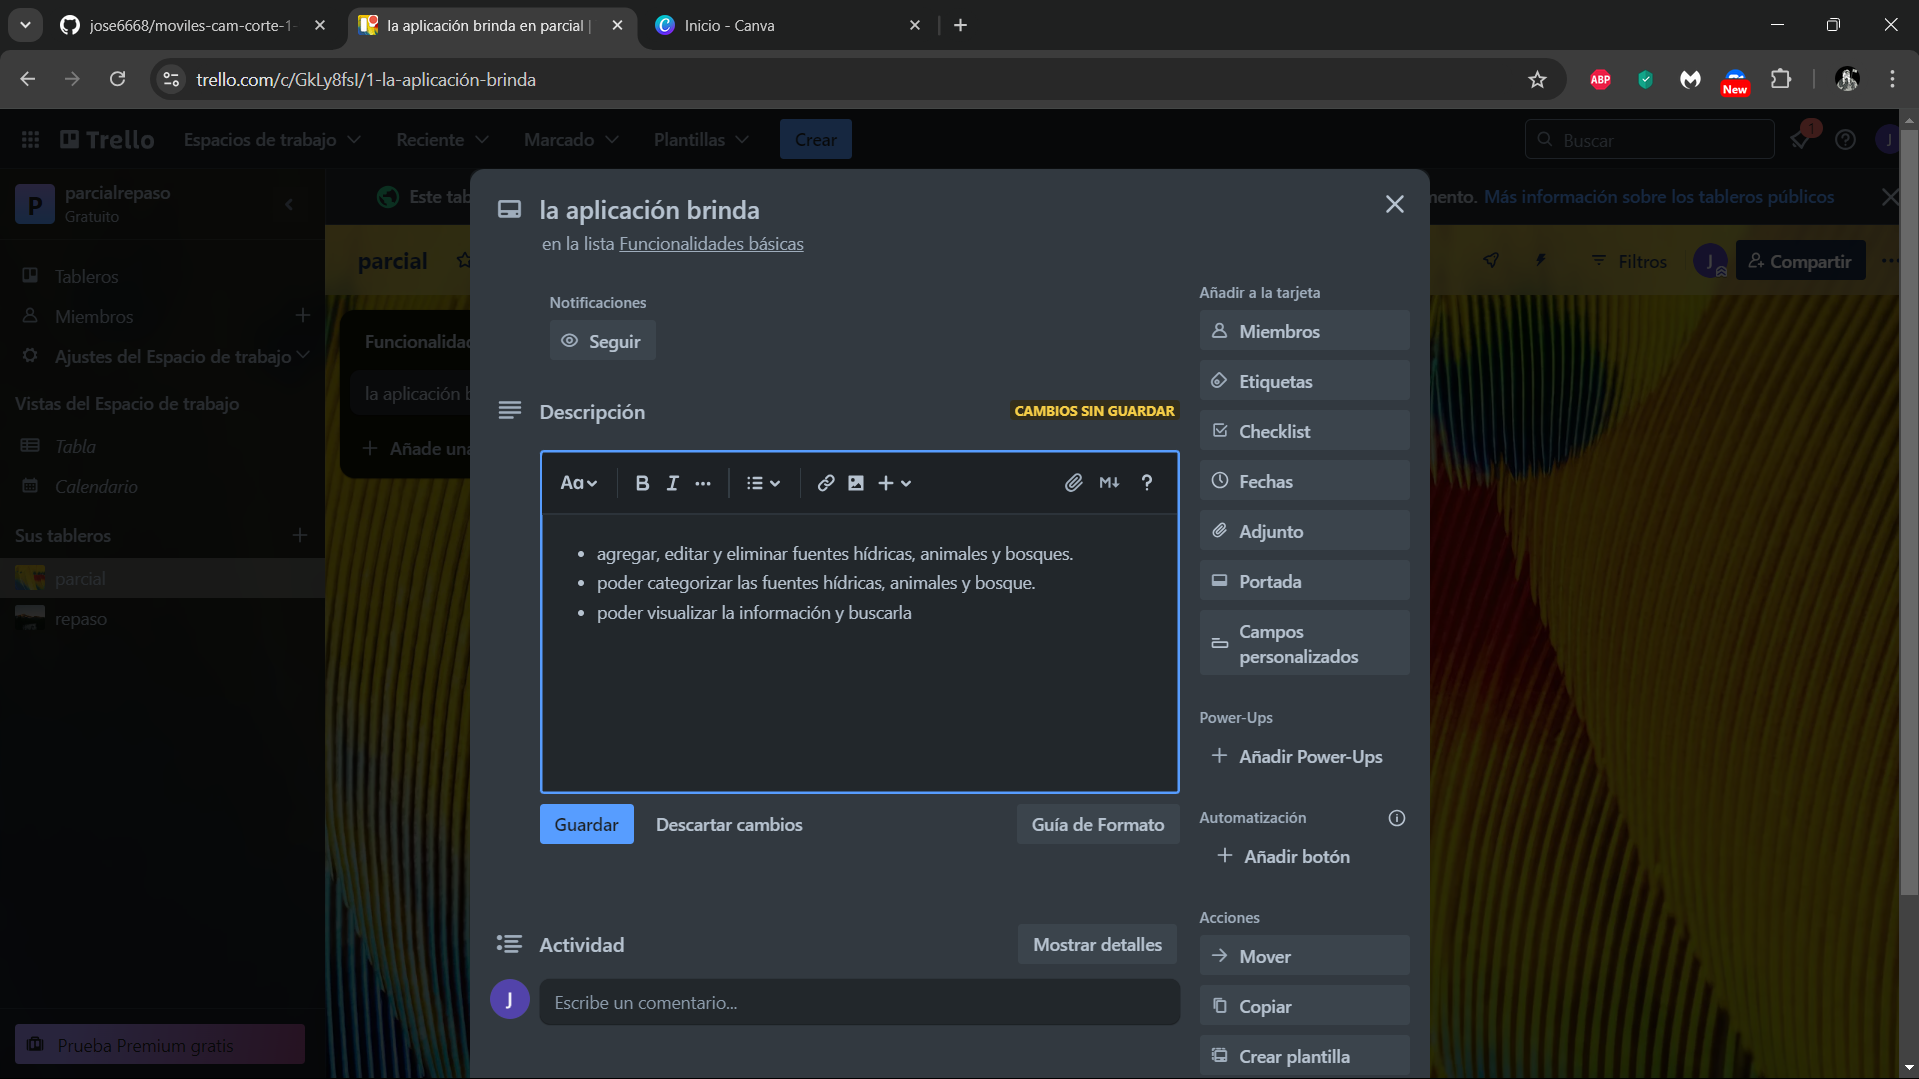 jose6668/moviles-cam-corte-1-
la aplicación brinda en parcial |
Inicio - Canva
trello.com/c/GkLy8fsI/1-la-aplicación-brinda
ABP
New
Trello
Espacios de trabajo
Reciente
Marcado
Plantillas
Crear
Buscar
1
J
P
parcialrepaso
Gratuito
Este tab
mento. Más información sobre los tableros públicos
parcial
Filtros
J
Compartir
Tableros
Miembros
Ajustes del Espacio de trabajo
Vistas del Espacio de trabajo
Tabla
Calendario
Sus tableros
parcial
repaso
Prueba Premium gratis
Funcionalidad
la aplicación b
Añade una
la aplicación brinda
en la lista Funcionalidades básicas
Notificaciones
Seguir
Descripción
CAMBIOS SIN GUARDAR
Aa
B
I
M
?
• agregar, editar y eliminar fuentes hídricas, animales y bosques.
• poder categorizar las fuentes hídricas, animales y bosque.
• poder visualizar la información y buscarla
Guardar
Descartar cambios
Guía de Formato
Actividad
Mostrar detalles
J
Escribe un comentario...
Añadir a la tarjeta
Miembros
Etiquetas
Checklist
Fechas
Adjunto
Portada
Campos
personalizados
Power-Ups
Añadir Power-Ups
Automatización
Añadir botón
Acciones
Mover
Copiar
Crear plantilla